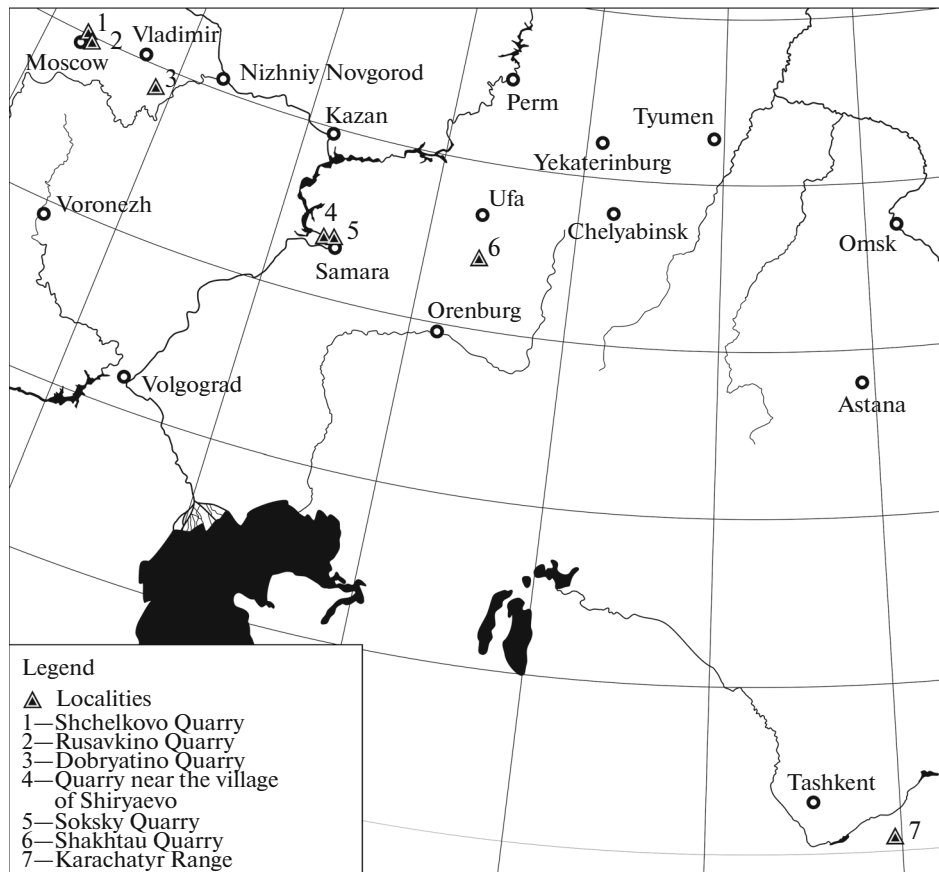 1
2
Moscow
Vladimir
3
Nizhniy Novgorod
Perm
Kazan
Tyumen
Yekaterinburg
Voronezh
4
5
Samara
Ufa
6
Chelyabinsk
Omsk
Orenburg
Volgograd
Astana
Tashkent
7
Legend
Localities
1—Shchelkovo Quarry
2—Rusavkino Quarry
3—Dobryatino Quarry
4—Quarry near the village
of Shiryaevo
5—Soksky Quarry
6—Shakhtau Quarry
7—Karachatyr Range